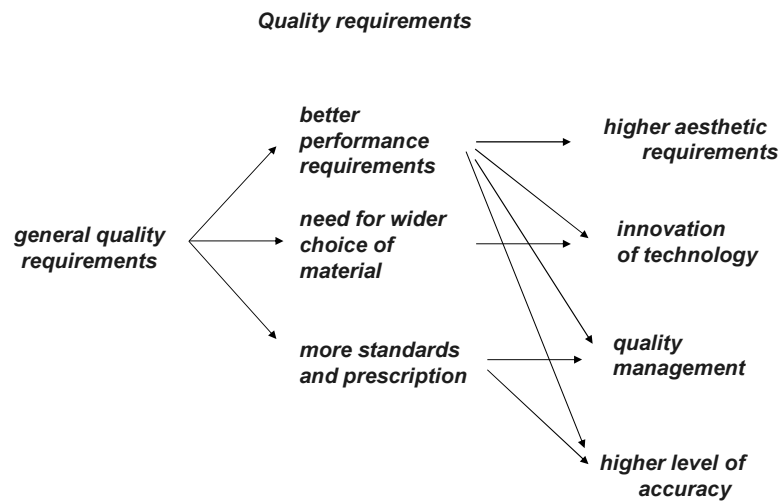 Quality requirements
general quality
requirements
better
performance
requirements
need for wider
choice of
material
more standards
and prescription
higher aesthetic
requirements
innovation
of technology
quality
management
higher level of
accuracy